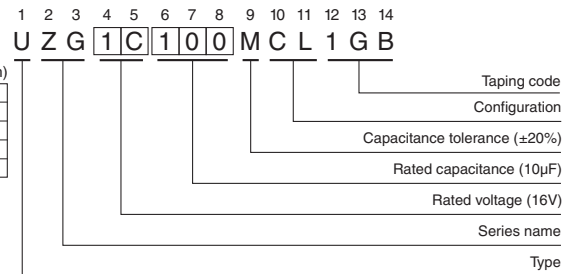 1 2 3 4 5 6 7 8 9 10 11 12 13 14
U Z G 1 C 1 0 0 M C L 1 G B
)
Taping code
Configuration
Capacitance tolerance (±20%)
Rated capacitance (10µF)
Rated voltage (16V)
Series name
Type